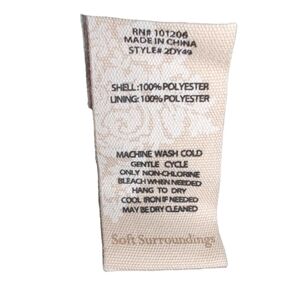 RN# 101206
MADE IN CHINA
STYLE# 2DY49
SHELL:100% POLYESTER
LINING: 100% POLYESTER
MACHINE WASH COLD
GENTLE CYCLE
ONLY NON-CHLORINE
BLEACH WHEN NEEDED
HANG TO DRY
COOL IRON IF NEEDED
MAY BE DRY CLEANED
Soft Surroundings